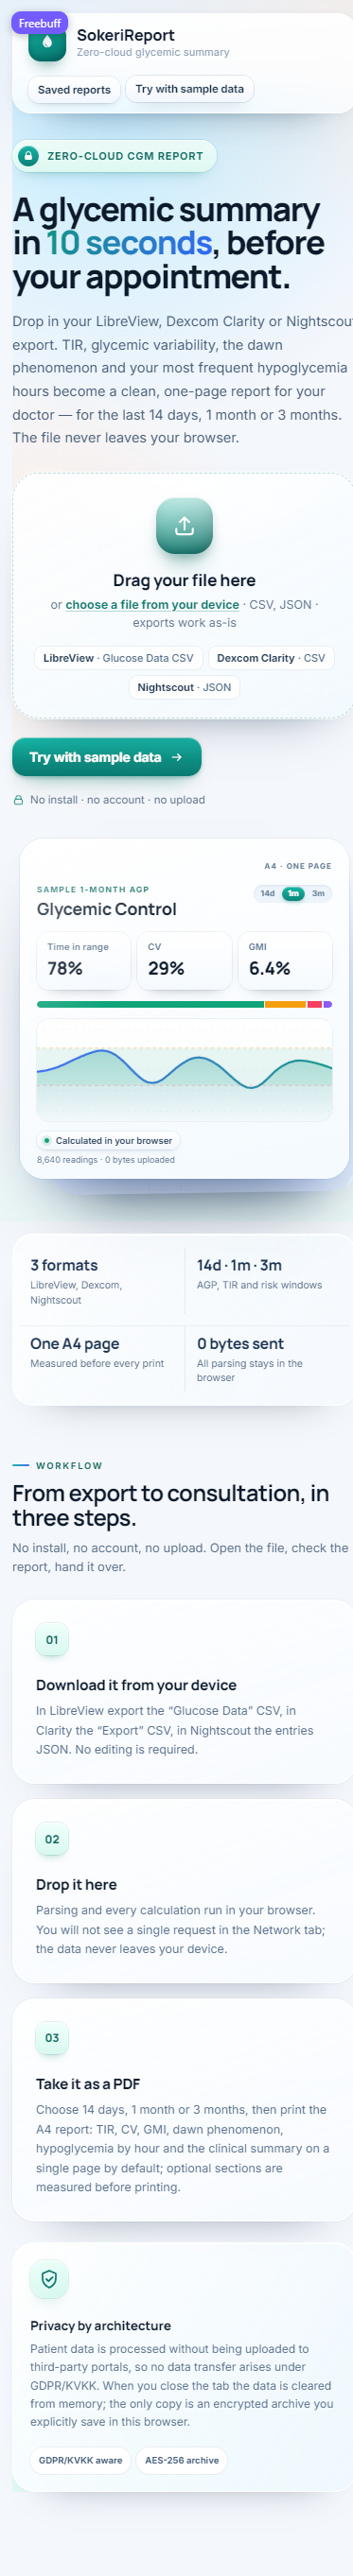 Freebuff
SokeriReport
Zero-cloud glycemic summary
Saved reports
Try with sample data
ZERO-CLOUD CGM REPORT
A glycemic summary
in 10 seconds, before
your appointment.
Drop in your LibreView, Dexcom Clarity or Nightscout
export. TIR, glycemic variability, the dawn
phenomenon and your most frequent hypoglycemia
hours become a clean, one-page report for your
doctor — for the last 14 days, 1 month or 3 months.
The file never leaves your browser.
Drag your file here
or choose a file from your device · CSV, JSON ·
exports work as-is
LibreView · Glucose Data CSV
Dexcom Clarity · CSV
Nightscout · JSON
Try with sample data →
No install · no account · no upload
A4 · ONE PAGE
SAMPLE 1-MONTH AGP
Glycemic Control
14d 1m 3m
Time in range
78%
CV
29%
GMI
6.4%
Calculated in your browser
8,640 readings · 0 bytes uploaded
3 formats
LibreView, Dexcom,
Nightscout
14d · 1m · 3m
AGP, TIR and risk windows
One A4 page
Measured before every print
0 bytes sent
All parsing stays in the
browser
WORKFLOW
From export to consultation, in
three steps.
No install, no account, no upload. Open the file, check the
report, hand it over.
01
Download it from your device
In LibreView export the “Glucose Data” CSV, in
Clarity the “Export” CSV, in Nightscout the entries
JSON. No editing is required.
02
Drop it here
Parsing and every calculation run in your browser.
You will not see a single request in the Network tab;
the data never leaves your device.
03
Take it as a PDF
Choose 14 days, 1 month or 3 months, then print the
A4 report: TIR, CV, GMI, dawn phenomenon,
hypoglycemia by hour and the clinical summary on a
single page by default; optional sections are
measured before printing.
Privacy by architecture
Patient data is processed without being uploaded to
third-party portals, so no data transfer arises under
GDPR/KVKK. When you close the tab the data is cleared
from memory; the only copy is an encrypted archive you
explicitly save in this browser.
GDPR/KVKK aware
AES-256 archive